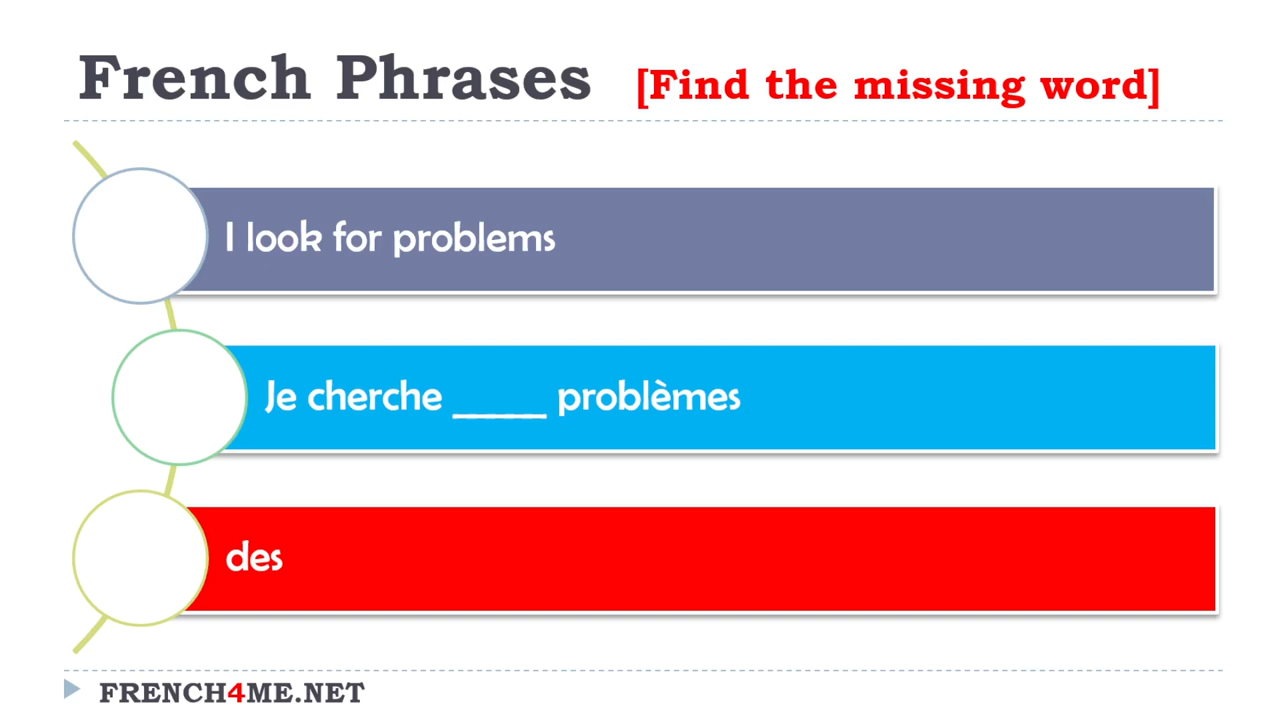 French Phrases [Find the missing word]
I look for problems
Je cherche _____ problèmes
des
FRENCH4ME.NET